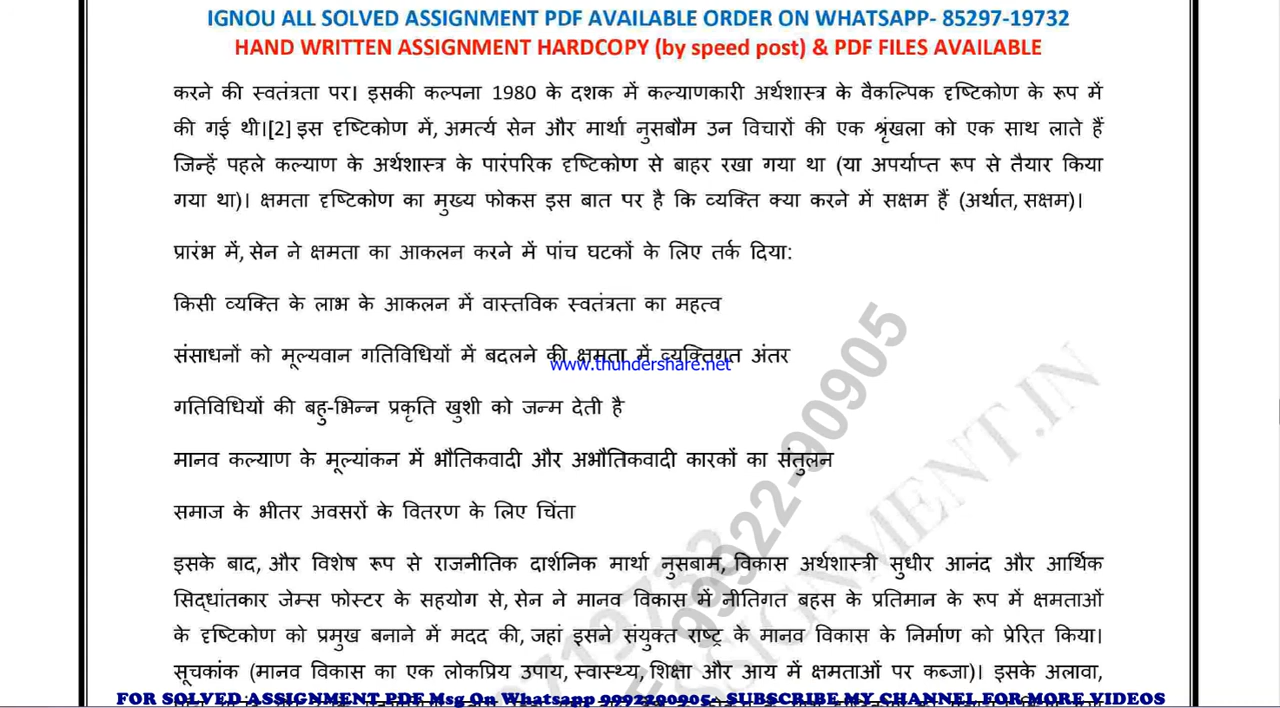 IGNOU ALL SOLVED ASSIGNMENT PDF AVAILABLE ORDER ON WHATSAPP- 85297-19732
HAND WRITTEN ASSIGNMENT HARDCOPY (by speed post) & PDF FILES AVAILABLE
करने की स्वतंत्रता पर। इसकी कल्पना 1980 के दशक में कल्याणकारी अर्थशास्त्र के वैकल्पिक दृष्टिकोण के रूप में
की गई थी।[2] इस दृष्टिकोण में, अमर्त्य सेन और मार्था नुसबौम उन विचारों की एक श्रृंखला को एक साथ लाते हैं
जिन्हें पहले कल्याण के अर्थशास्त्र के पारंपरिक दृष्टिकोण से बाहर रखा गया था (या अपर्याप्त रूप से तैयार किया
गया था)। क्षमता दृष्टिकोण का मुख्य फोकस इस बात पर है कि व्यक्ति क्या करने में सक्षम हैं (अर्थात, सक्षम)।
प्रारंभ में, सेन ने क्षमता का आकलन करने में पांच घटकों के लिए तर्क दिया:
किसी व्यक्ति के लाभ के आकलन में वास्तविक स्वतंत्रता का महत्व
संसाधनों को मूल्यवान गतिविधियों में बदलने की क्षमता में व्यक्तिगत अंतर
www.thundershare.net
गतिविधियों की बहु-भिन्न प्रकृति खुशी को जन्म देती है
मानव कल्याण के मूल्यांकन में भौतिकवादी और अभौतिकवादी कारकों का संतुलन
समाज के भीतर अवसरों के वितरण के लिए चिंता
इसके बाद, और विशेष रूप से राजनीतिक दार्शनिक मार्था नुसबाम, विकास अर्थशास्त्री सुधीर आनंद और आर्थिक
सिद्धांतकार जेम्स फोस्टर के सहयोग से, सेन ने मानव विकास में नीतिगत बहस के प्रतिमान के रूप में क्षमताओं
के दृष्टिकोण को प्रमुख बनाने में मदद की, जहां इसने संयुक्त राष्ट्र के मानव विकास के निर्माण को प्रेरित किया।
सूचकांक (मानव विकास का एक लोकप्रिय उपाय, स्वास्थ्य, शिक्षा और आय में क्षमताओं पर कब्जा)। इसके अलावा,
99922-90905
FOR SOLVED ASSIGNMENT PDF Msg On Whatsapp 9992290905- SUBSCRIBE MY CHANNEL FOR MORE VIDEOS